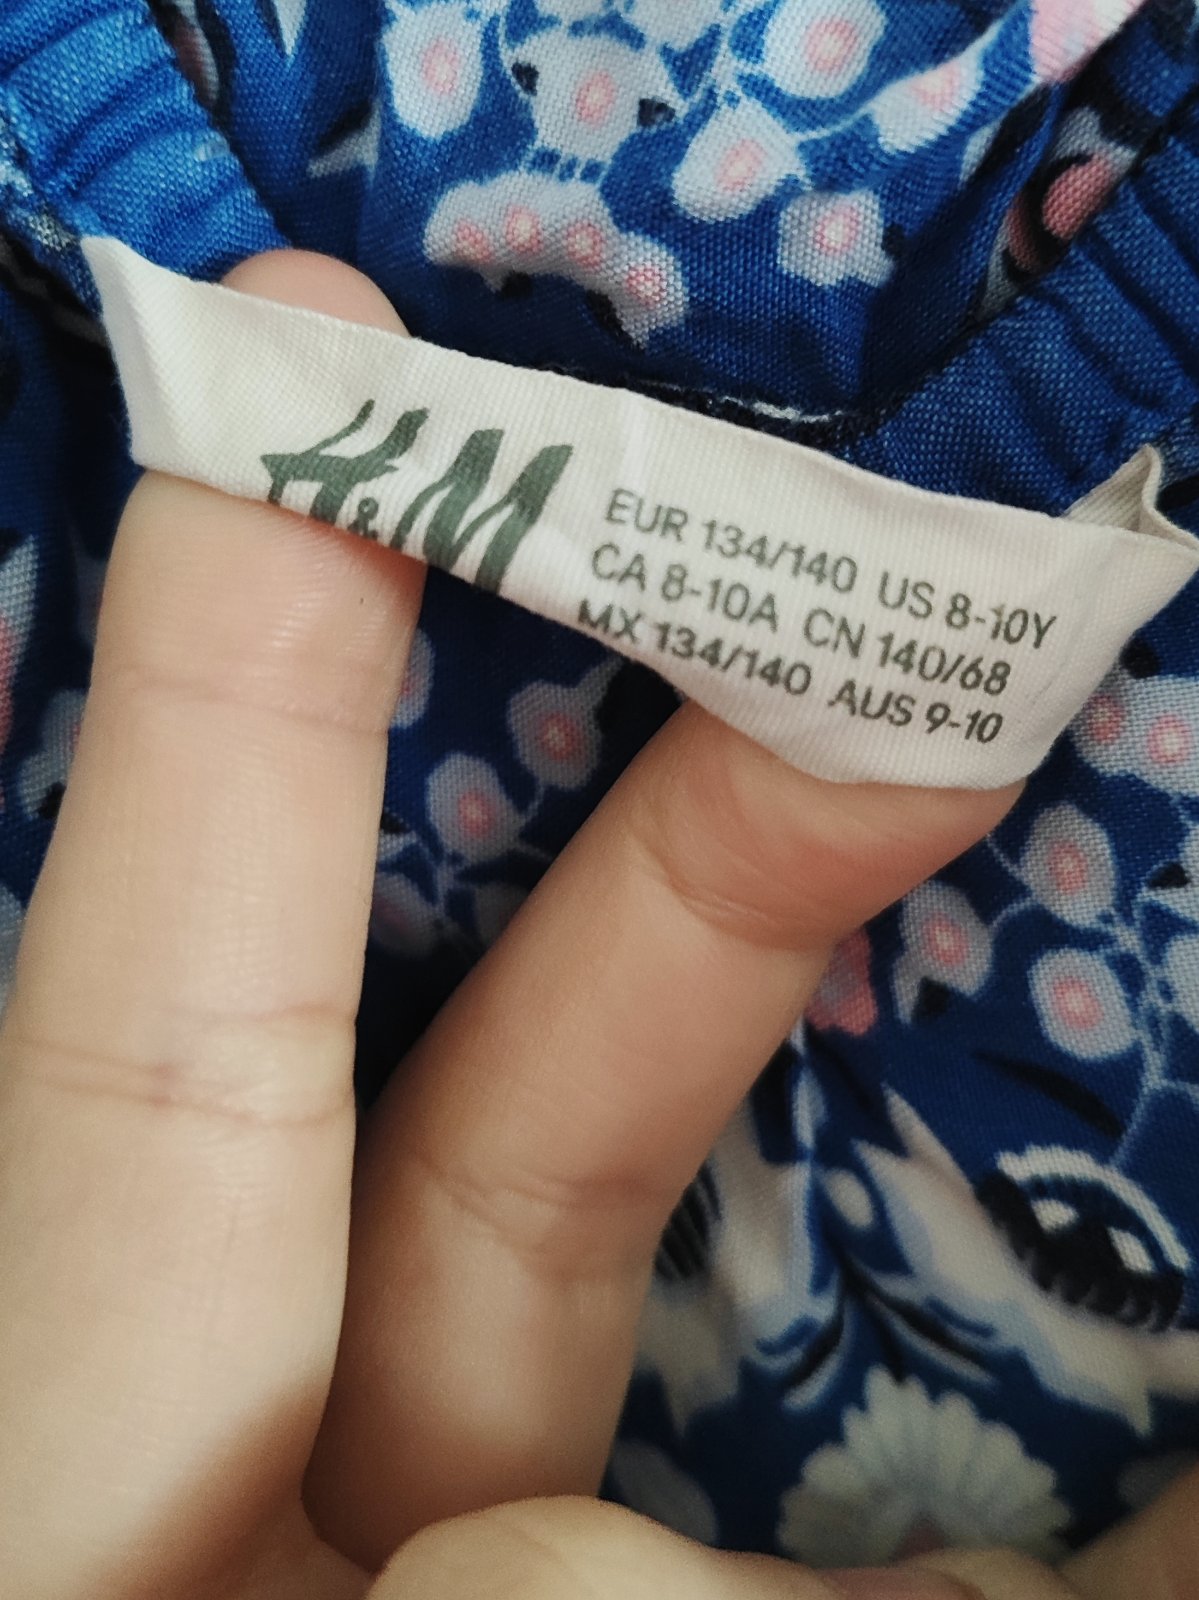 H&M
EUR 134/140 US 8-10Y
CA 8-10A CN 140/68
MX 134/140 AUS 9-10